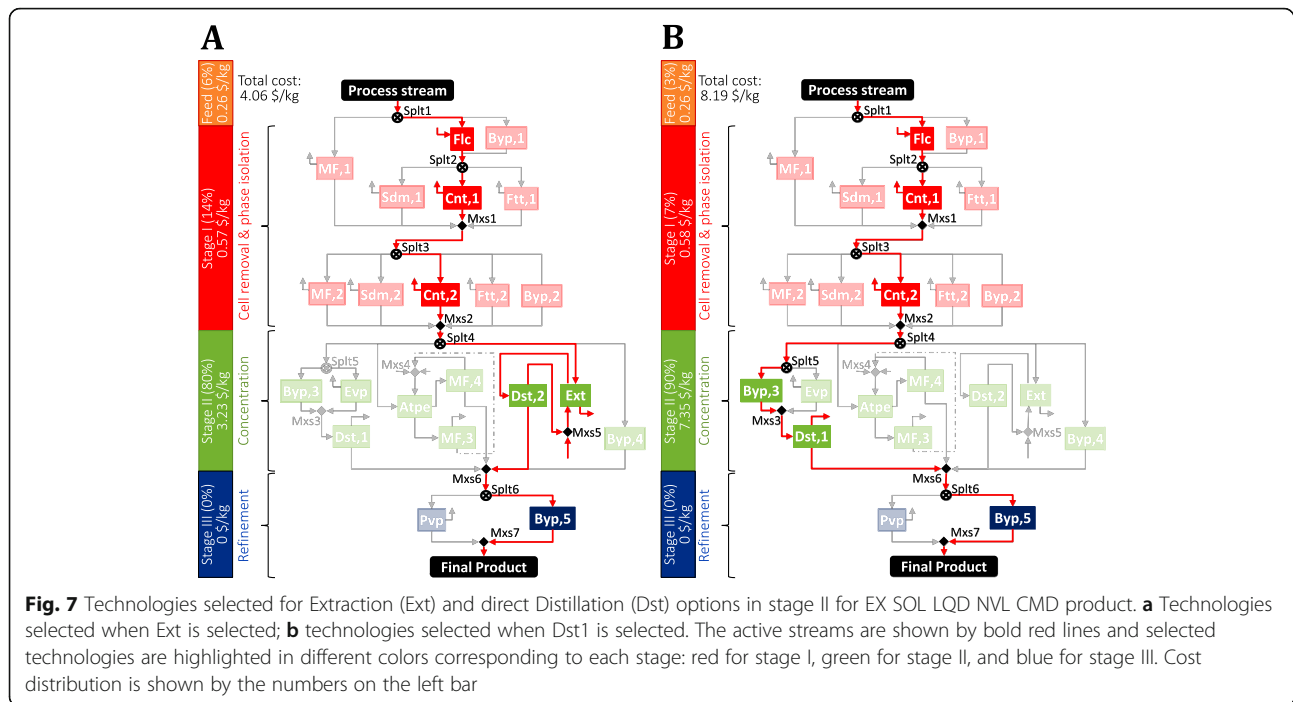 A
B
Feed (6%)
0.26 $/kg
Total cost:
4.06 $/kg
Process stream
Splt1
Flc
Byp,1
MF,1
Splt2
Sdm,1
Cnt,1
Ftt,1
Mxs1
Stage I (14%)
0.57 $/kg
Cell removal & phase isolation
Splt3
MF,2
Sdm,2
Cnt,2
Ftt,2
Byp,2
Mxs2
Splt4
Stage II (80%)
3.23 $/kg
Concentration
Splt5
Byp,3
Evp
Mxs3
Dst,1
Mxs4
MF,4
Atpe
MF,3
Dst,2
Ext
Mxs5
Byp,4
Mxs6
Stage III (0%)
0 $/kg
Refinement
Splt6
Pvp
Byp,5
Mxs7
Final Product
Feed (3%)
0.26 $/kg
Total cost:
8.19 $/kg
Process stream
Splt1
Flc
Byp,1
MF,1
Splt2
Sdm,1
Cnt,1
Ftt,1
Mxs1
Stage I (7%)
0.58 $/kg
Cell removal & phase isolation
Splt3
MF,2
Sdm,2
Cnt,2
Ftt,2
Byp,2
Mxs2
Splt4
Stage II (90%)
7.35 $/kg
Concentration
Splt5
Byp,3
Evp
Mxs3
Dst,1
Mxs4
MF,4
Atpe
MF,3
Dst,2
Ext
Mxs5
Byp,4
Mxs6
Stage III (0%)
0 $/kg
Refinement
Splt6
Pvp
Byp,5
Mxs7
Final Product
Fig. 7 Technologies selected for Extraction (Ext) and direct Distillation (Dst) options in stage II for EX SOL LQD NVL CMD product. a Technologies
selected when Ext is selected; b technologies selected when Dst1 is selected. The active streams are shown by bold red lines and selected
technologies are highlighted in different colors corresponding to each stage: red for stage I, green for stage II, and blue for stage III. Cost
distribution is shown by the numbers on the left bar